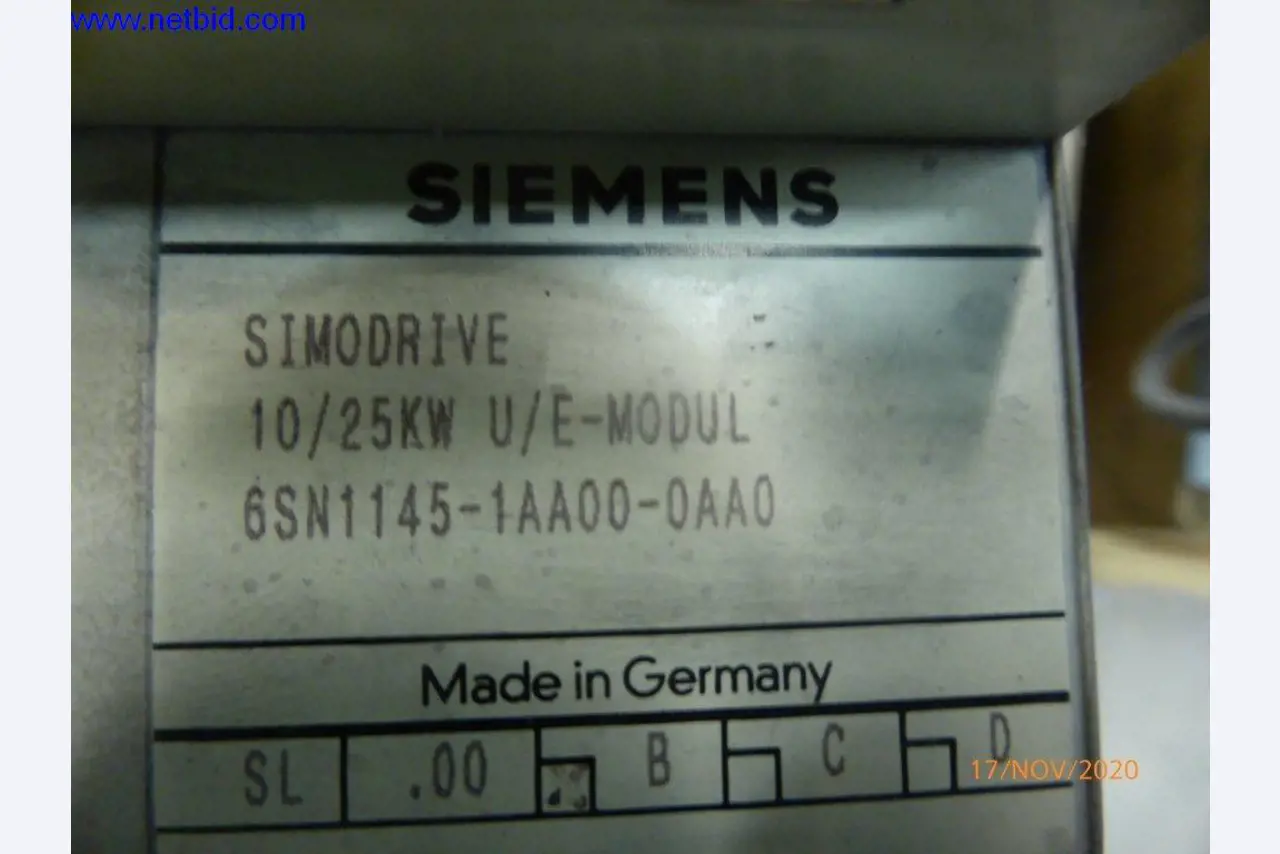 www.netbid.com
SIEMENS
SIMODRIVE
10/25KW U/E-MODUL
6SN1145-1AA00-0AA0
Made in Germany
SL .00 B C D
17/NOV/2020